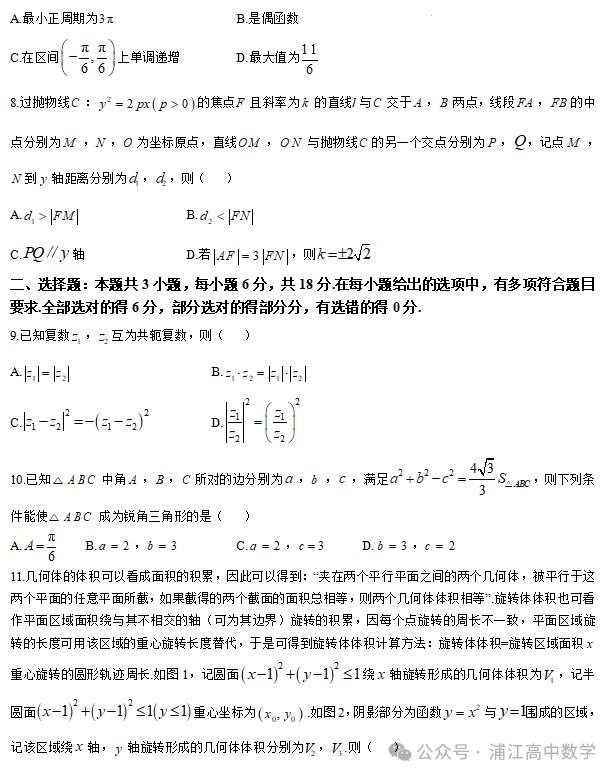 A.最小正周期为3π B.是偶函数
C.在区间(-π/6,π/6)上单调递增 D.最大值为11/6
8.过抛物线C：y²=2px(p>0)的焦点F且斜率为k的直线l与C交于A，B两点，线段FA，FB的中
点分别为M，N，O为坐标原点，直线OM，ON与抛物线C的另一个交点分别为P，Q，记点M，
N到y轴距离分别为d₁，d₂，则（ ）
A.d₁>|FM| B.d₂<|FN|
C.PQ//y轴 D.若|AF|=3|FN|，则k=±2√2
二、选择题：本题共3小题，每小题6分，共18分.在每小题给出的选项中，有多项符合题目
要求.全部选对的得6分，部分选对的得部分分，有选错的得0分.
9.已知复数z₁，z₂互为共轭复数，则（ ）
A.|z₁|=|z₂| B.z₁·z₂=|z₁|·|z₂|
C.|z₁-z₂|²=-(z₁-z₂)² D.|z₁/z₂|²=(z₁/z₂)²
10.已知△ABC中角A，B，C所对的边分别为a，b，c，满足a²+b²-c²=4√3/3 S△ABC，则下列条
件能使△ABC成为锐角三角形的是（ ）
A.A=π/6 B.a=2，b=3 C.a=2，c=3 D.b=3，c=2
11.几何体的体积可以看成面积的积累，因此可以得到：“夹在两个平行平面之间的两个几何体，被平行于这
两个平面的任意平面所截，如果截得的两个截面的面积总相等，则两个几何体体积相等”.旋转体体积也可看
作平面区域面积绕与其不相交的轴（可为其边界）旋转的积累，因每个点旋转的周长不一致，平面区域旋
转的长度可用该区域的重心旋转长度替代，于是可得到旋转体体积计算方法：旋转体体积=旋转区域面积×
重心旋转的圆形轨迹周长.如图1，记圆面(x-1)²+(y-1)²≤1绕x轴旋转形成的几何体体积为V₁，记半
圆面(x-1)²+(y-1)²≤1(y≤1)重心坐标为(x₀,y₀).如图2，阴影部分为函数y=x²与y=1围成的区域，
记该区域绕x轴，y轴旋转形成的几何体体积分别为V₂，V₃.则（ ）
公众号·浦江高中数学